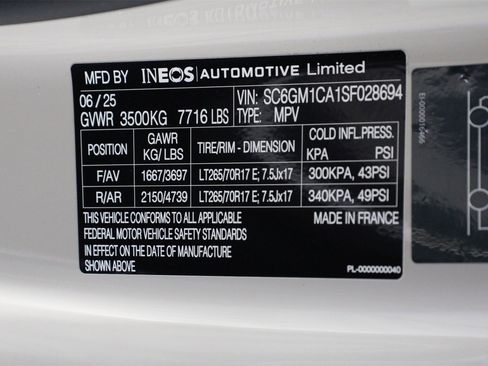 MFD BY INEOS AUTOMOTIVE Limited
06 / 25 VIN: SC6GM1CA1SF028694
GVWR 3500KG 7716 LBS TYPE: MPV
POSITION GAWR KG/ LBS TIRE/RIM - DIMENSION COLD INFL.PRESS. KPA PSI
F/AV 1667/3697 LT265/70R17 E; 7.5Jx17 300KPA, 43PSI
R/AR 2150/4739 LT265/70R17 E; 7.5Jx17 340KPA, 49PSI
THIS VEHICLE CONFORMS TO ALL APPLICABLE MADE IN FRANCE
FEDERAL MOTOR VEHICLE SAFETY STANDARDS
IN EFFECT ON THE DATE OF MANUFACTURE
SHOWN ABOVE PL-0000000040